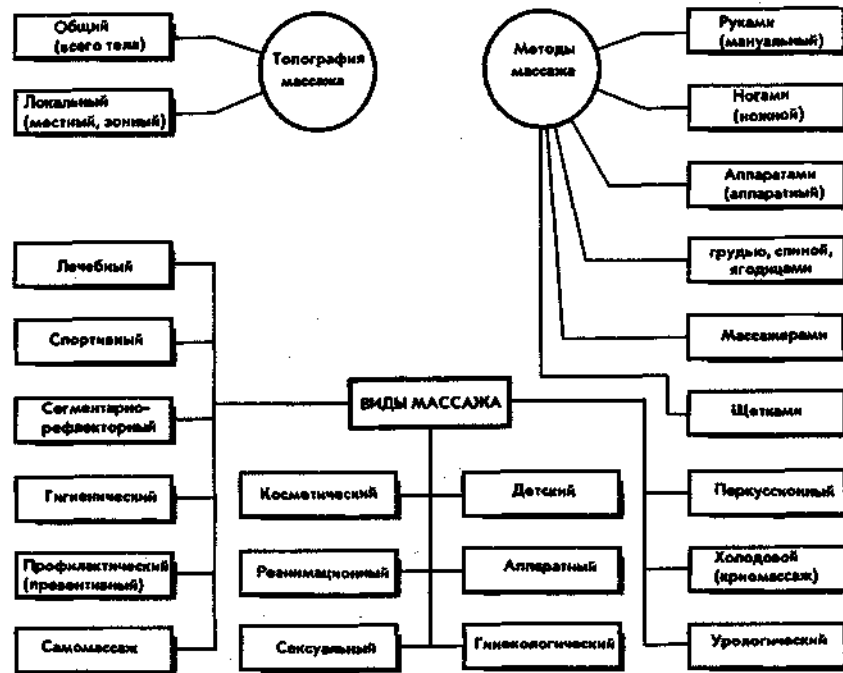 Общий
(всего тела)
Локальный
(местный, зонный)
Топография
массажа
Методы
массажа
Руками
(мануальный)
Ногами
(ножной)
Аппаратами
(аппаратный)
грудью, спиной,
ягодицами
Массажерами
Щетками
ВИДЫ МАССАЖА
Лечебный
Спортивный
Сегментарно-
рефлекторный
Гигиенический
Профилактический
(превентивный)
Самомассаж
Косметический
Реанимационный
Сексуальный
Детский
Аппаратный
Гинекологический
Перкуссионный
Холодовой
(криомассаж)
Урологический